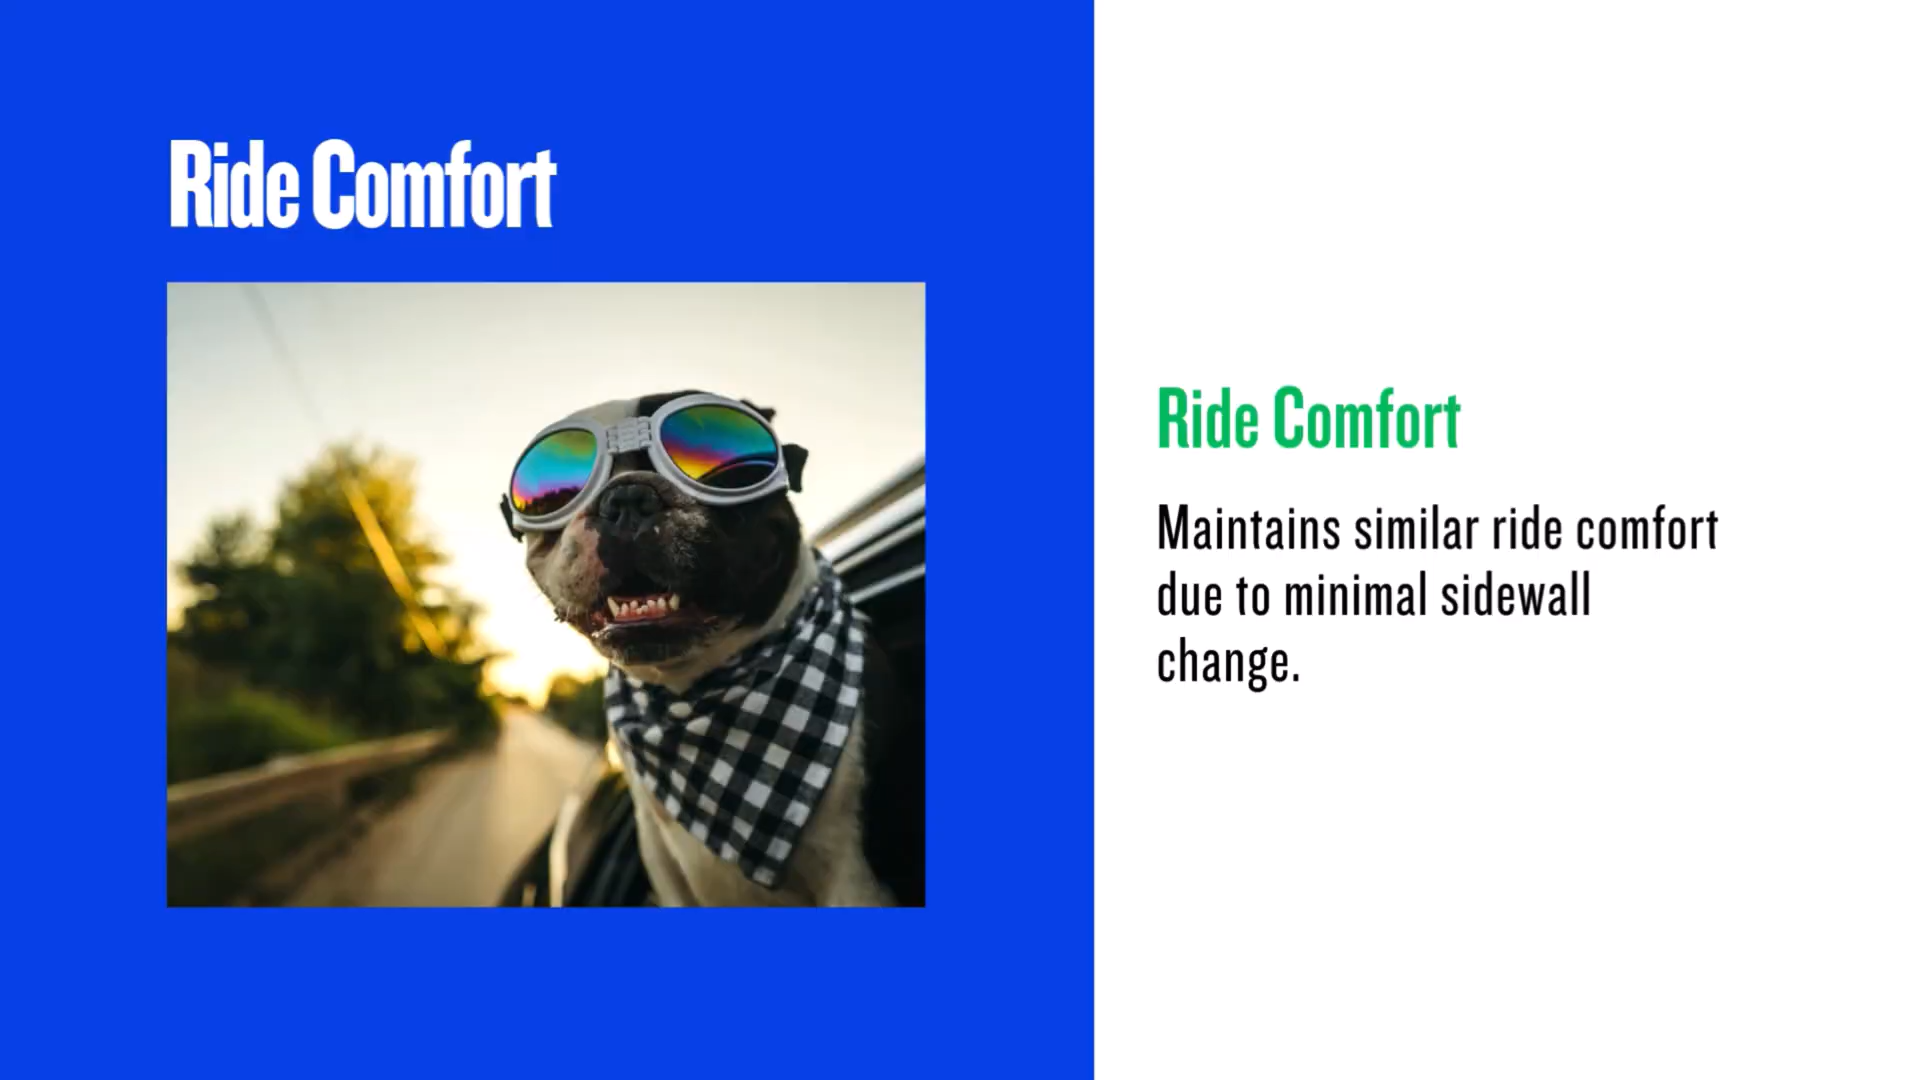 Ride Comfort
Ride Comfort
Maintains similar ride comfort
due to minimal sidewall
change.